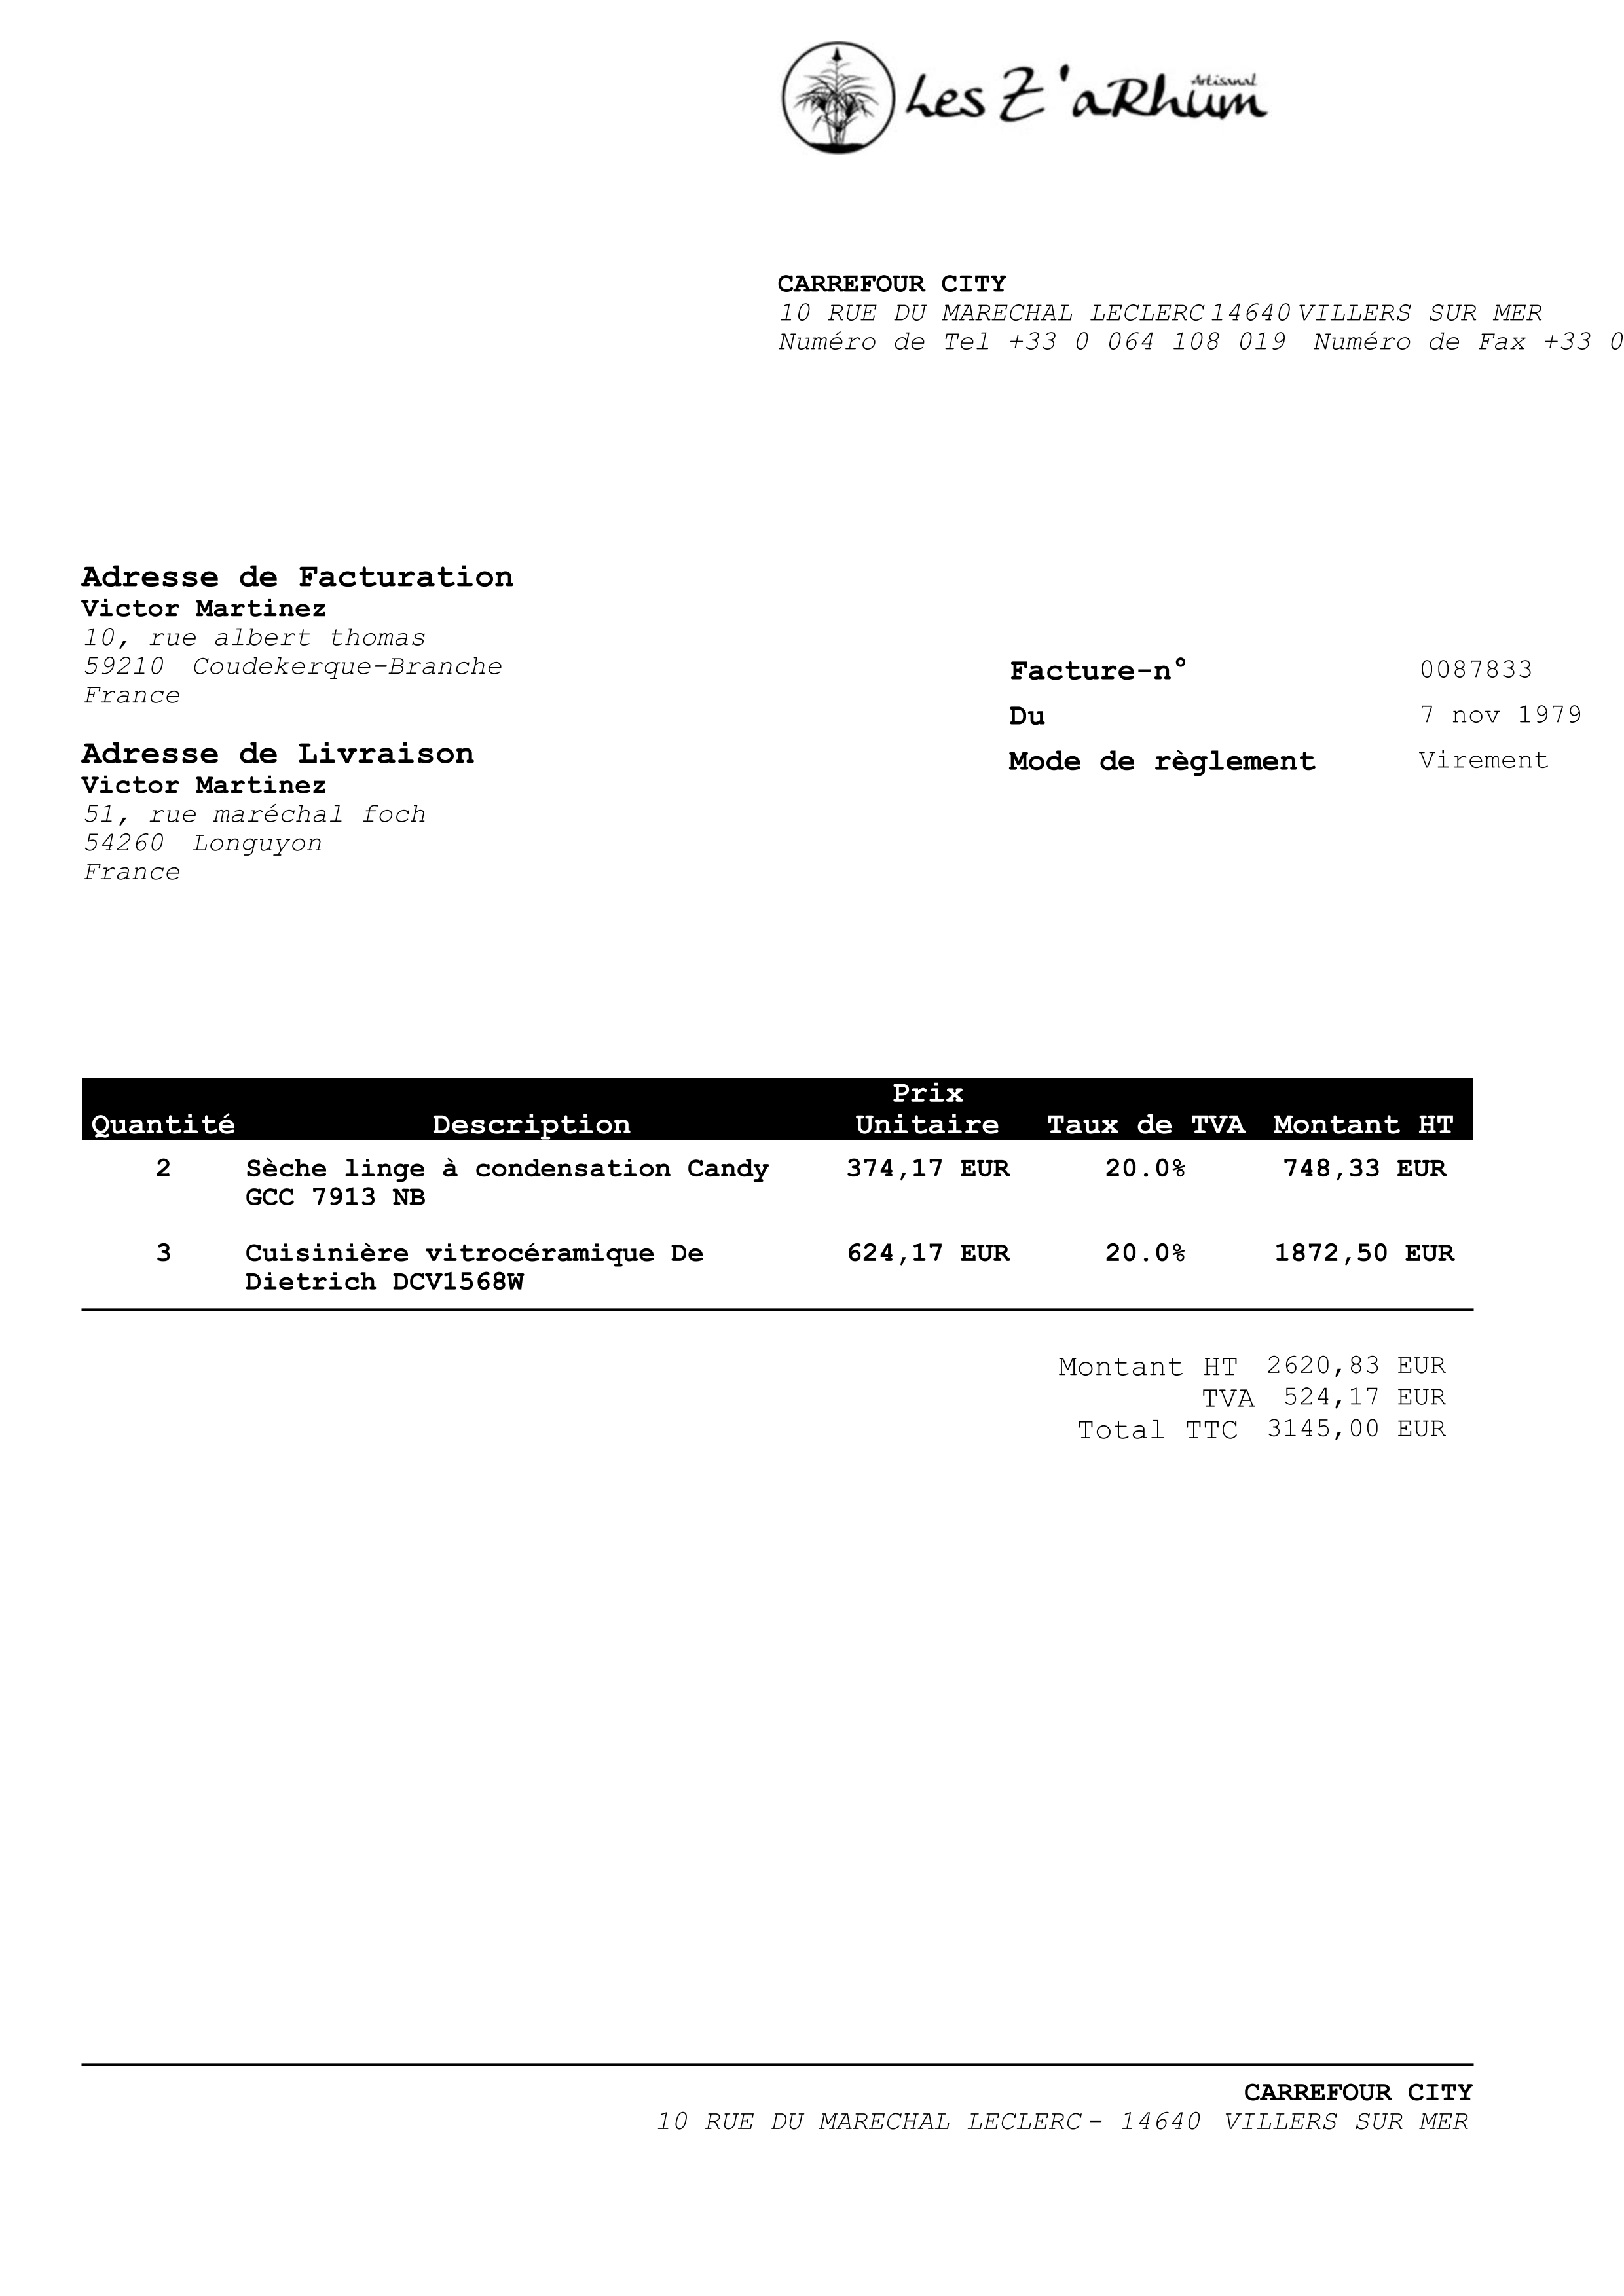 Les Z'aRhum
Artisanal
CARREFOUR CITY
10 RUE DU MARECHAL LECLERC 14640 VILLERS SUR MER
Numéro de Tel +33 0 064 108 019 Numéro de Fax +33 0
Adresse de Facturation
Victor Martinez
10, rue albert thomas
59210 Coudekerque-Branche
France
Facture-n° 0087833
Du 7 nov 1979
Mode de règlement Virement
Adresse de Livraison
Victor Martinez
51, rue maréchal foch
54260 Longuyon
France
Prix
Quantité Description Unitaire Taux de TVA Montant HT
2 Sèche linge à condensation Candy 374,17 EUR 20.0% 748,33 EUR
GCC 7913 NB
3 Cuisinière vitrocéramique De 624,17 EUR 20.0% 1872,50 EUR
Dietrich DCV1568W
Montant HT 2620,83 EUR
TVA 524,17 EUR
Total TTC 3145,00 EUR
CARREFOUR CITY
10 RUE DU MARECHAL LECLERC - 14640 VILLERS SUR MER